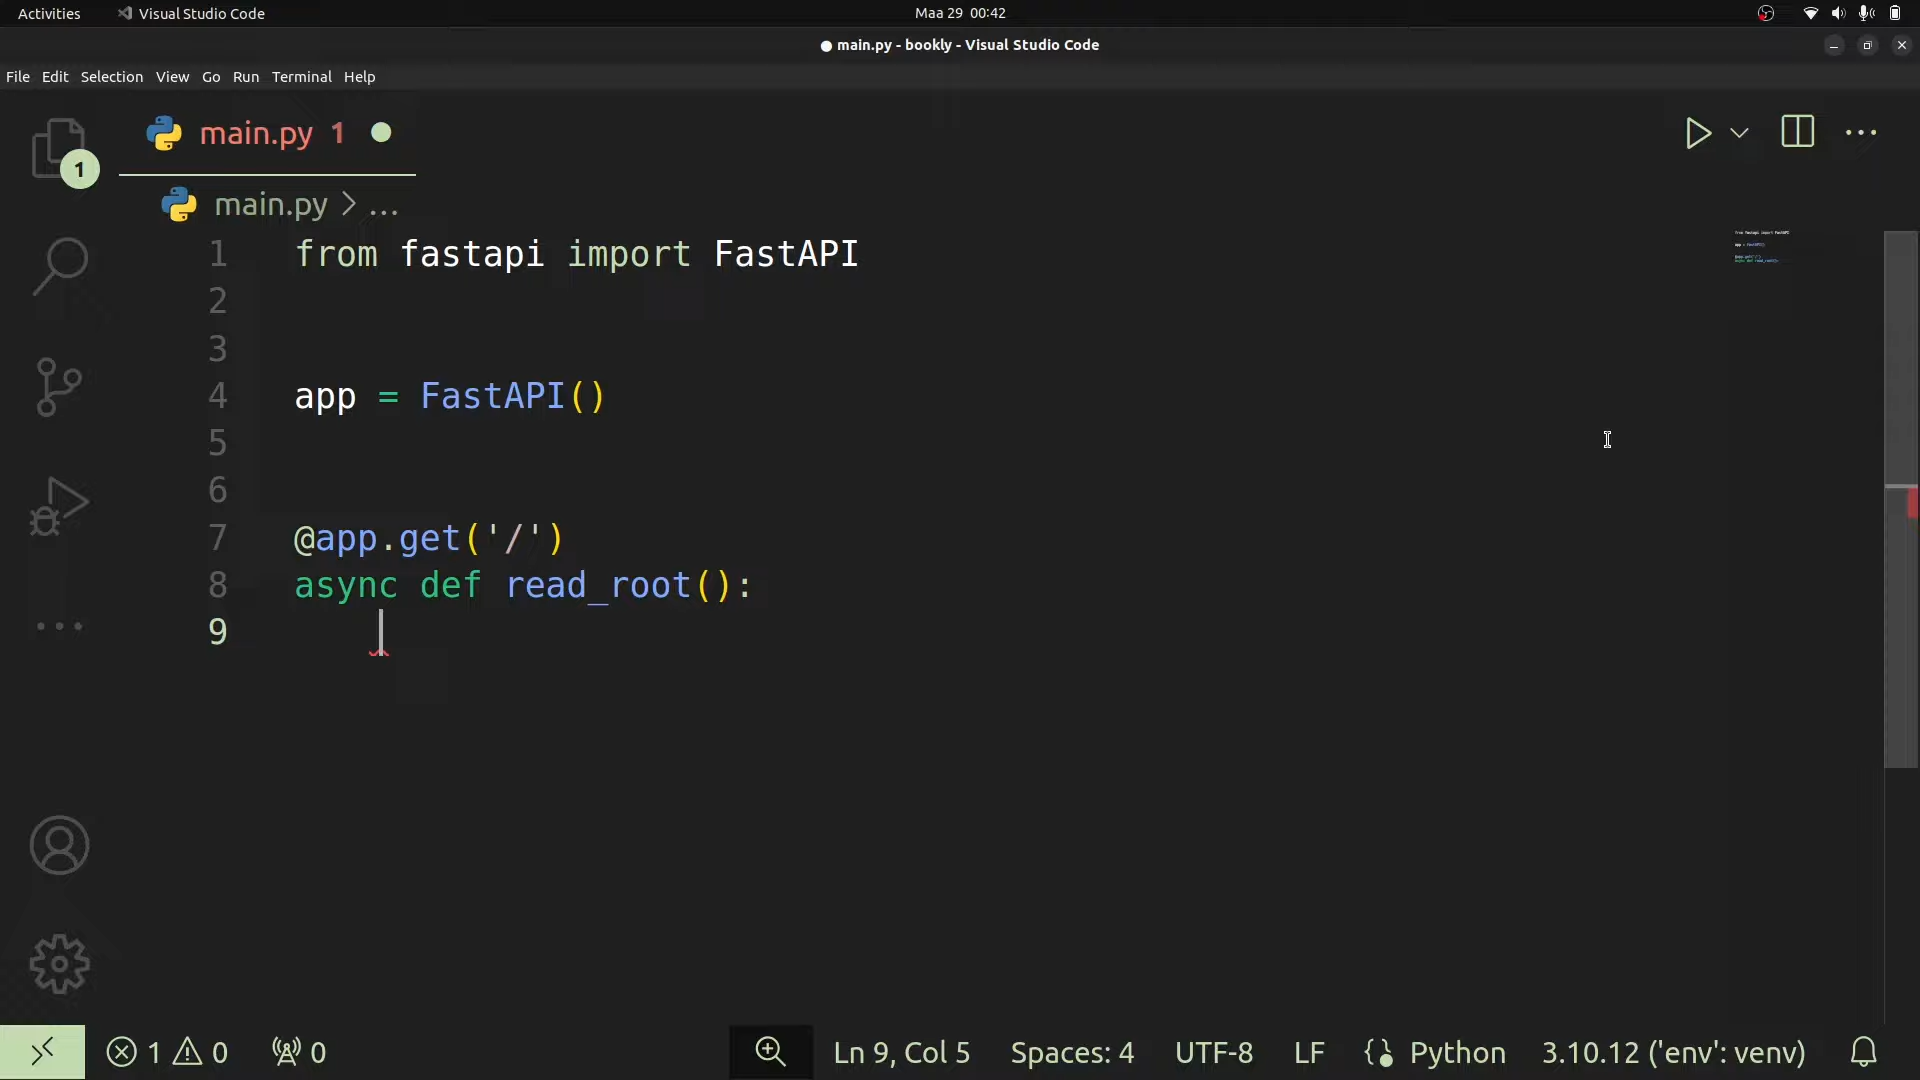 Activities Visual Studio Code Maa 29 00:42
● main.py - bookly - Visual Studio Code
File Edit Selection View Go Run Terminal Help
main.py 1
1
main.py > ...
1 from fastapi import FastAPI
2
3
4 app = FastAPI()
5
6
7 @app.get('/')
8 async def read_root():
9
1 0 0 Ln 9, Col 5 Spaces: 4 UTF-8 LF Python 3.10.12 ('env': venv)